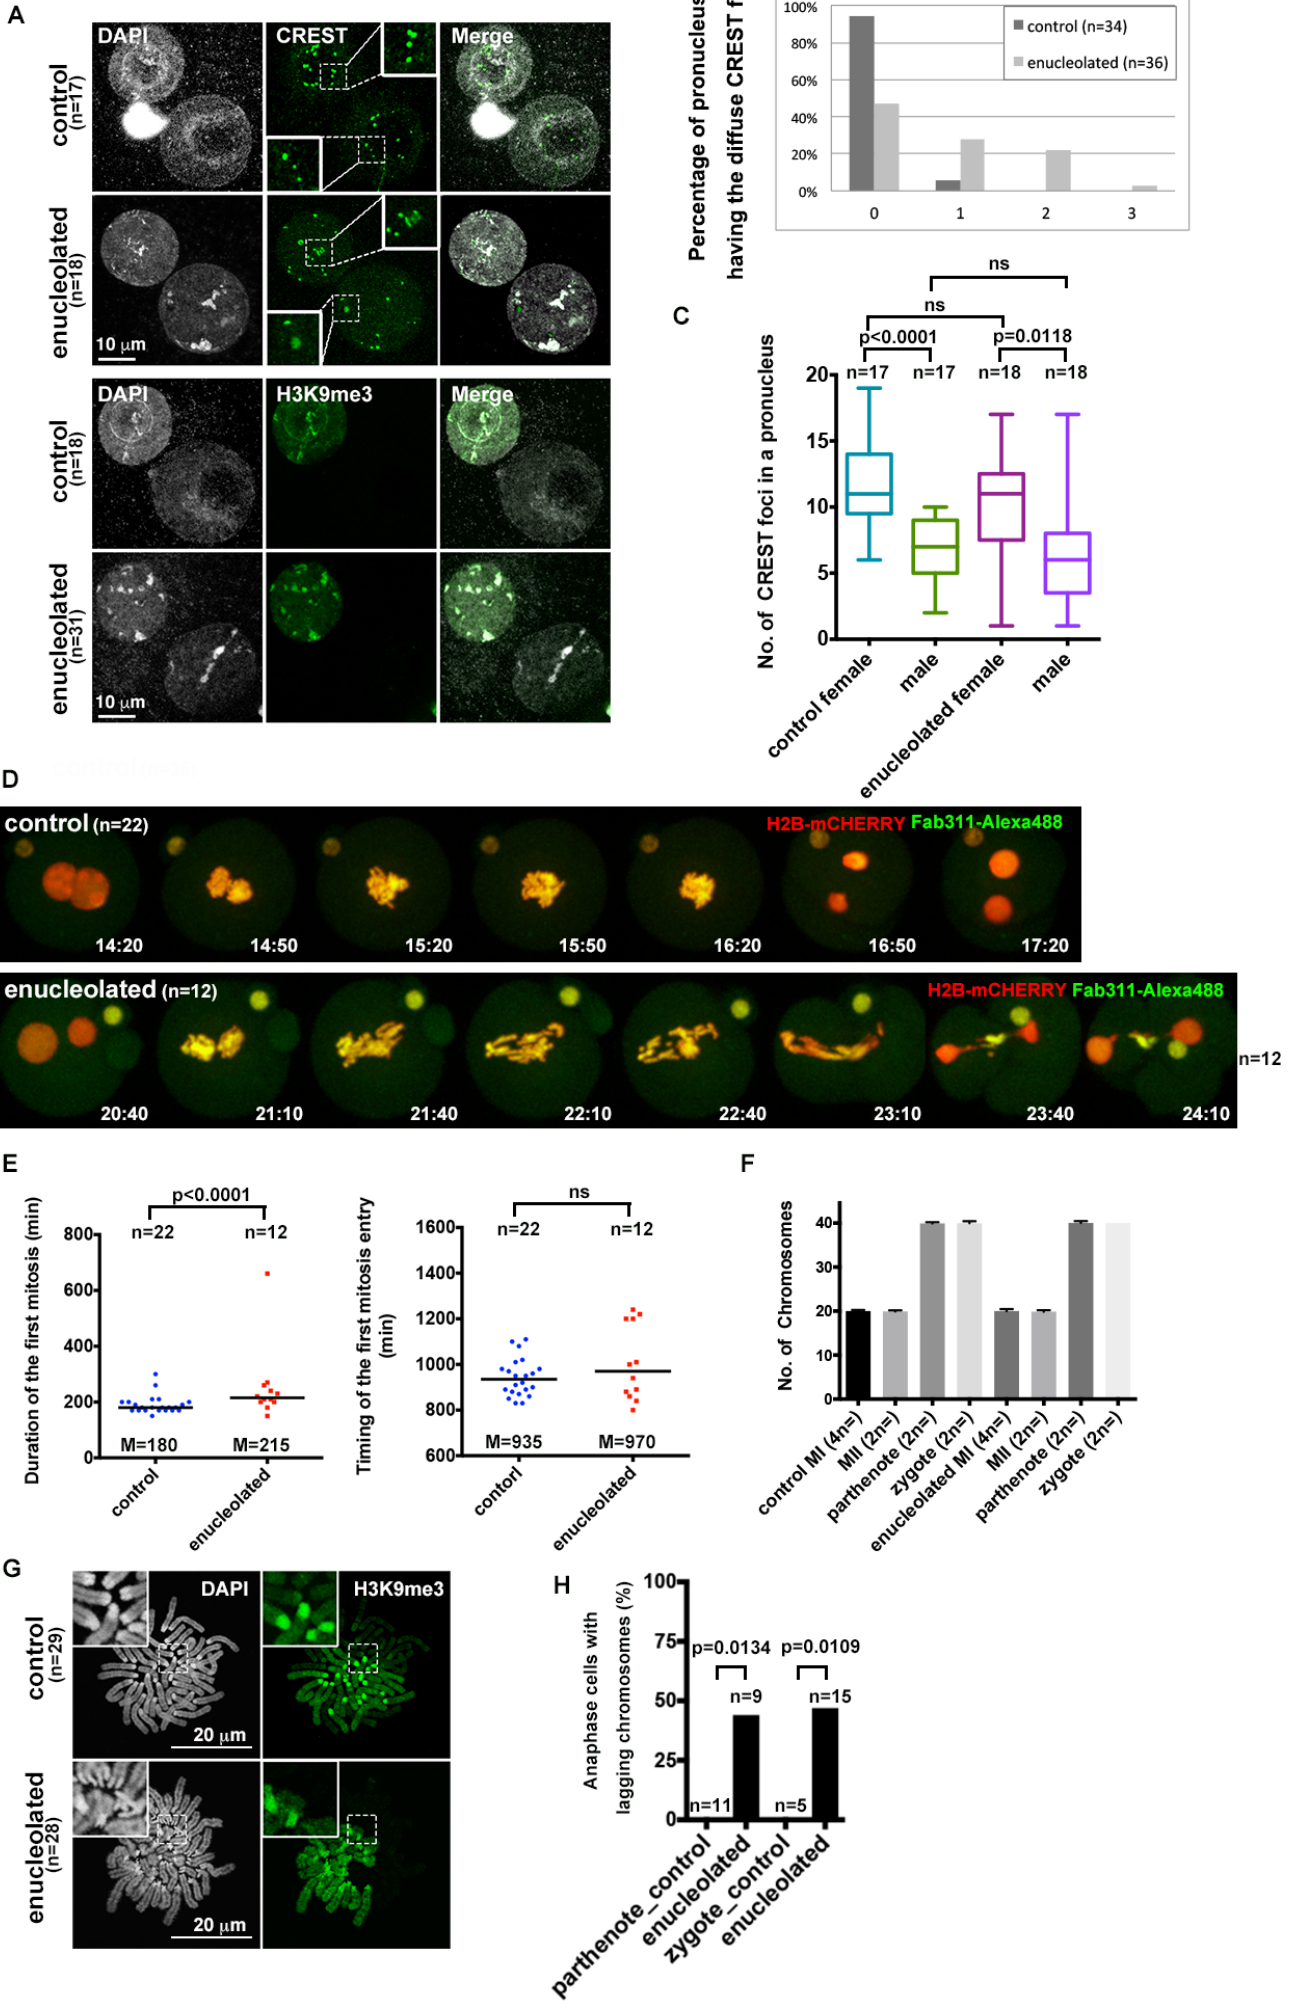 A
DAPI
CREST
Merge
control
(n=17)
enucleolated
(n=18)
10 μm
DAPI
H3K9me3
Merge
control
(n=18)
enucleolated
(n=31)
10 μm
Percentage of pronucleus
having the diffuse CREST f
100%
80%
60%
40%
20%
0%
control (n=34)
enucleolated (n=36)
0
1
2
3
C
No. of CREST foci in a pronucleus
ns
ns
p<0.0001
p=0.0118
n=17
n=17
n=18
n=18
20
15
10
5
0
control female
male
enucleolated female
male
D
control (n=22)
H2B-mCHERRY Fab311-Alexa488
14:20
14:50
15:20
15:50
16:20
16:50
17:20
enucleolated (n=12)
H2B-mCHERRY Fab311-Alexa488
20:40
21:10
21:40
22:10
22:40
23:10
23:40
24:10
n=12
E
Duration of the first mitosis (min)
p<0.0001
n=22
n=12
800
600
400
200
0
M=180
M=215
control
enucleolated
Timing of the first mitosis entry
(min)
ns
n=22
n=12
1600
1400
1200
1000
800
600
M=935
M=970
contorl
enucleolated
F
No. of Chromosomes
40
30
20
10
0
control MI (4n=)
MII (2n=)
parthenote (2n=)
zygote (2n=)
enucleolated MI (4n=)
MII (2n=)
parthenote (2n=)
zygote (2n=)
G
DAPI
H3K9me3
control
(n=29)
20 μm
enucleolated
(n=28)
20 μm
H
Anaphase cells with
lagging chromosomes (%)
100
75
50
25
0
p=0.0134
p=0.0109
n=9
n=15
n=11
n=5
parthenote_control
enucleolated
zygote_control
enucleolated